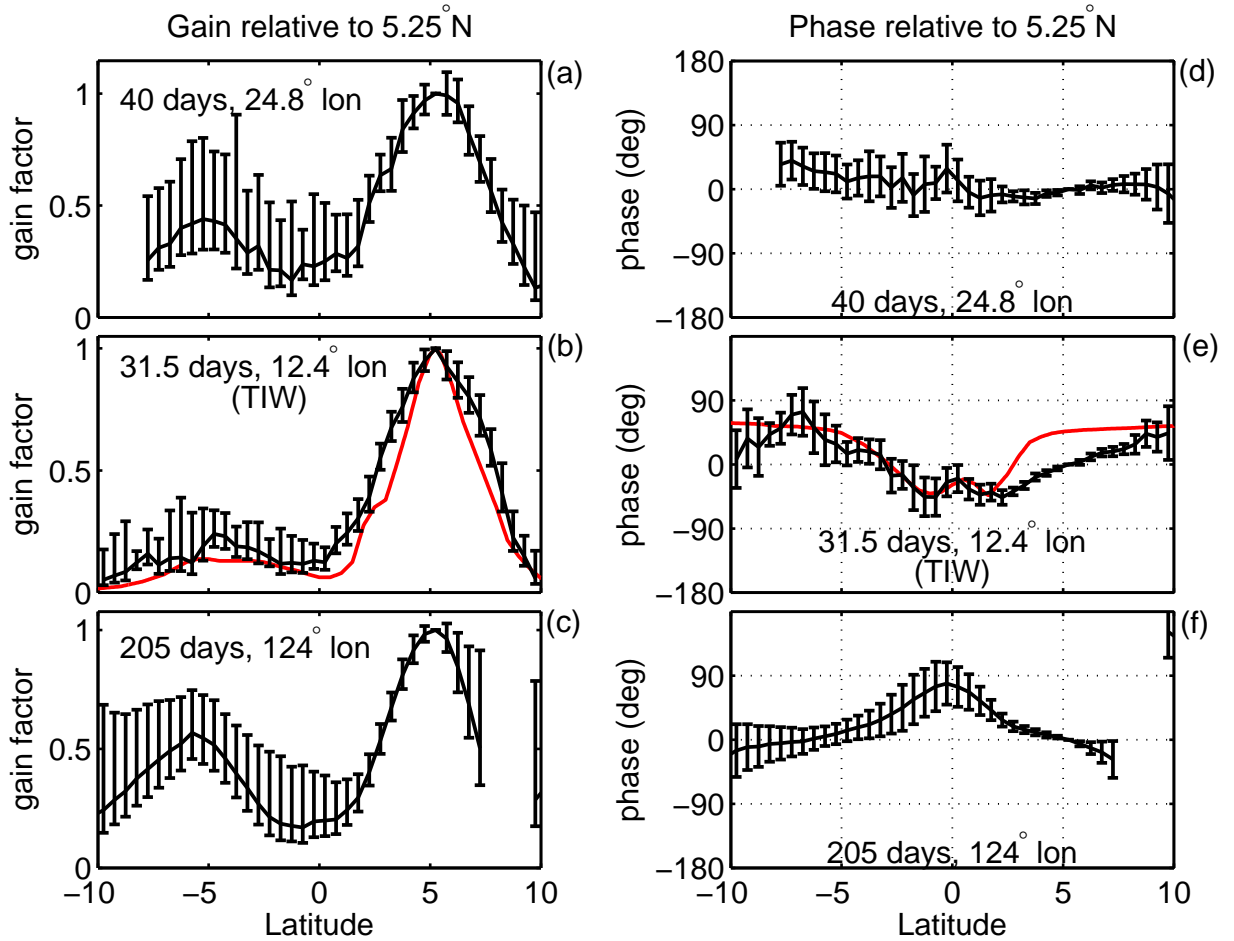 Gain relative to 5.25°N
Phase relative to 5.25°N
(a)
40 days, 24.8° lon
gain factor
1
0.5
0
(d)
40 days, 24.8° lon
phase (deg)
180
90
0
−90
−180
(b)
31.5 days, 12.4° lon
(TIW)
gain factor
1
0.5
0
(e)
31.5 days, 12.4° lon
(TIW)
phase (deg)
90
0
−90
−180
(c)
205 days, 124° lon
gain factor
1
0.5
0
−10
−5
0
5
10
Latitude
(f)
205 days, 124° lon
phase (deg)
90
0
−90
−180
−10
−5
0
5
10
Latitude